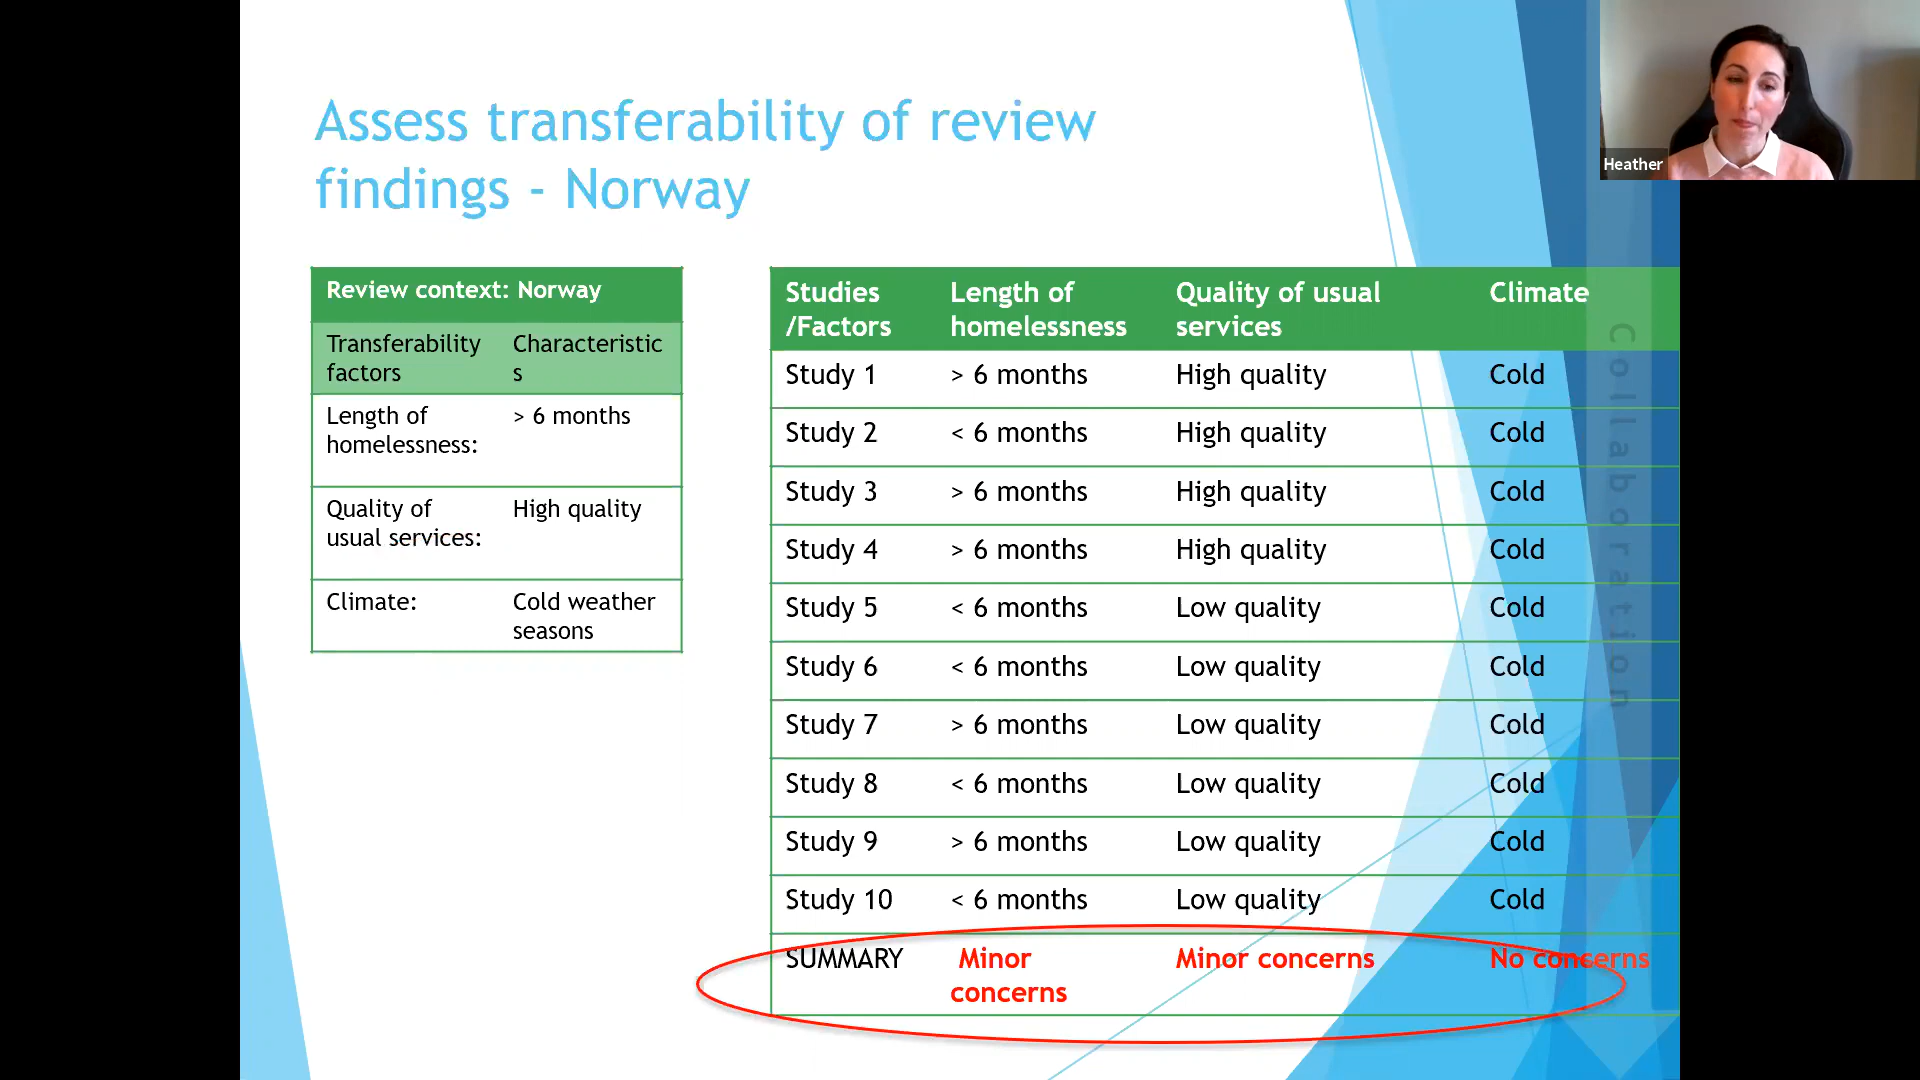 Assess transferability of review
findings - Norway
Heather
Review context: Norway
Transferability Characteristic
factors s
Length of > 6 months
homelessness:
Quality of High quality
usual services:
Climate: Cold weather
seasons
Studies Length of Quality of usual Climate
/Factors homelessness services
Study 1 > 6 months High quality Cold
Study 2 < 6 months High quality Cold
Study 3 > 6 months High quality Cold
Study 4 > 6 months High quality Cold
Study 5 < 6 months Low quality Cold
Study 6 < 6 months Low quality Cold
Study 7 > 6 months Low quality Cold
Study 8 < 6 months Low quality Cold
Study 9 > 6 months Low quality Cold
Study 10 < 6 months Low quality Cold
SUMMARY Minor Minor concerns No concerns
concerns
Collaboration